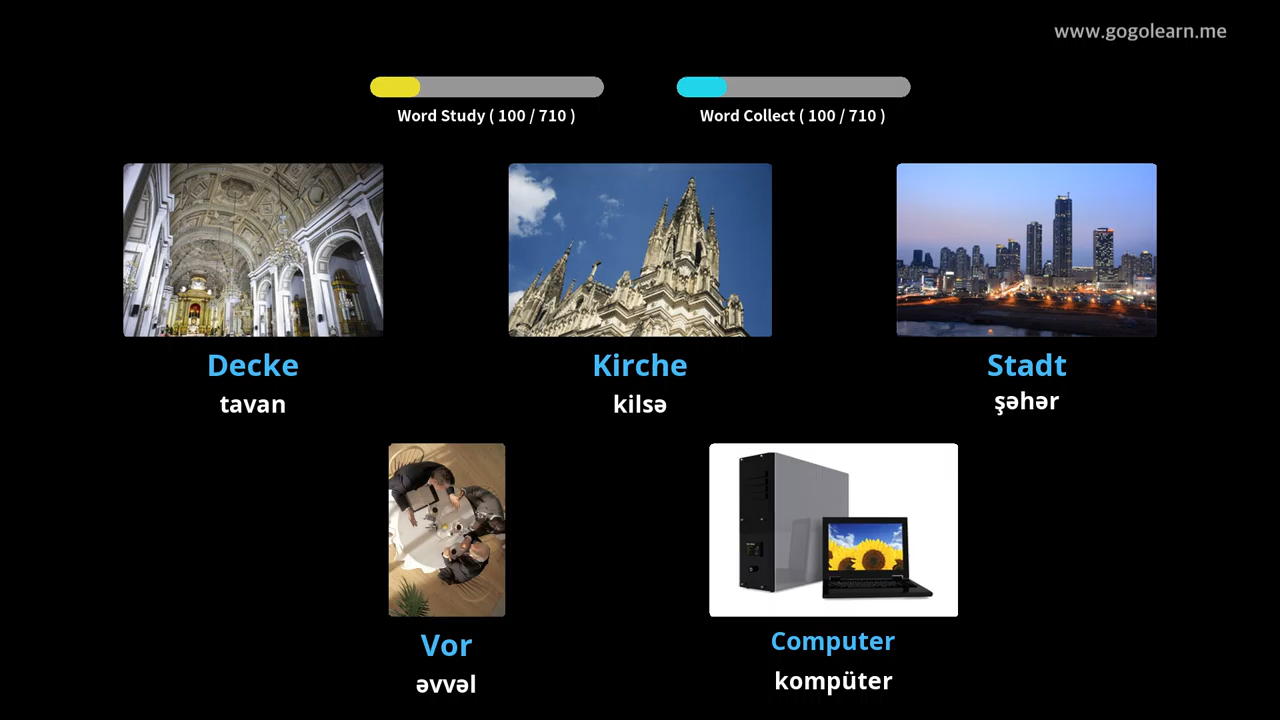 www.gogolearn.me
Word Study ( 100 / 710 )
Word Collect ( 100 / 710 )
Decke
tavan
Kirche
kilsə
Stadt
şəhər
Vor
əvvəl
Computer
kompüter